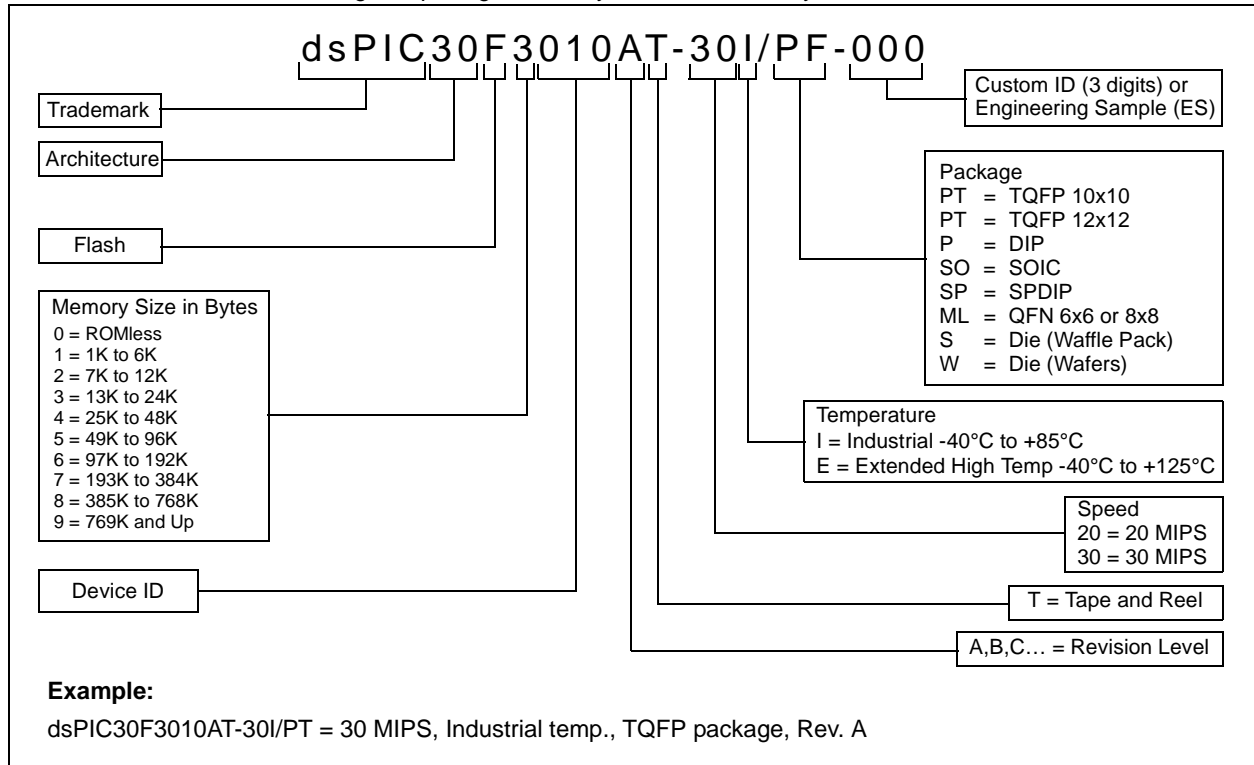 dsPIC30F3010AT-30I/PF-000
Trademark
Architecture
Flash
Memory Size in Bytes
0 = ROMless
1 = 1K to 6K
2 = 7K to 12K
3 = 13K to 24K
4 = 25K to 48K
5 = 49K to 96K
6 = 97K to 192K
7 = 193K to 384K
8 = 385K to 768K
9 = 769K and Up
Device ID
Custom ID (3 digits) or
Engineering Sample (ES)
Package
PT = TQFP 10x10
PT = TQFP 12x12
P = DIP
SO = SOIC
SP = SPDIP
ML = QFN 6x6 or 8x8
S = Die (Waffle Pack)
W = Die (Wafers)
Temperature
I = Industrial -40°C to +85°C
E = Extended High Temp -40°C to +125°C
Speed
20 = 20 MIPS
30 = 30 MIPS
T = Tape and Reel
A,B,C… = Revision Level
Example:
dsPIC30F3010AT-30I/PT = 30 MIPS, Industrial temp., TQFP package, Rev. A